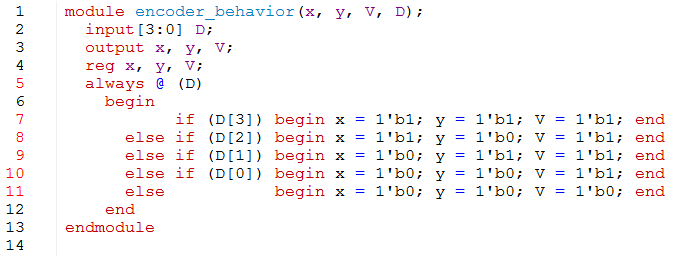 1 module encoder_behavior(x, y, V, D);
2 input[3:0] D;
3 output x, y, V;
4 reg x, y, V;
5 always @ (D)
6 begin
7 if (D[3]) begin x = 1'b1; y = 1'b1; V = 1'b1; end
8 else if (D[2]) begin x = 1'b1; y = 1'b0; V = 1'b1; end
9 else if (D[1]) begin x = 1'b0; y = 1'b1; V = 1'b1; end
10 else if (D[0]) begin x = 1'b0; y = 1'b0; V = 1'b1; end
11 else begin x = 1'b0; y = 1'b0; V = 1'b0; end
12 end
13 endmodule
14